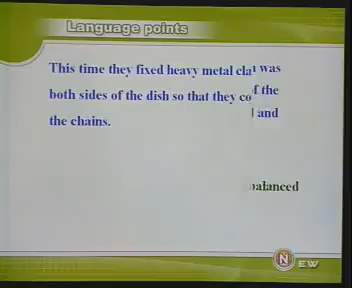 Language points
This time they fixed heavy metal cla was
both sides of the dish so that they co f the
the chains. and
alanced
N EW